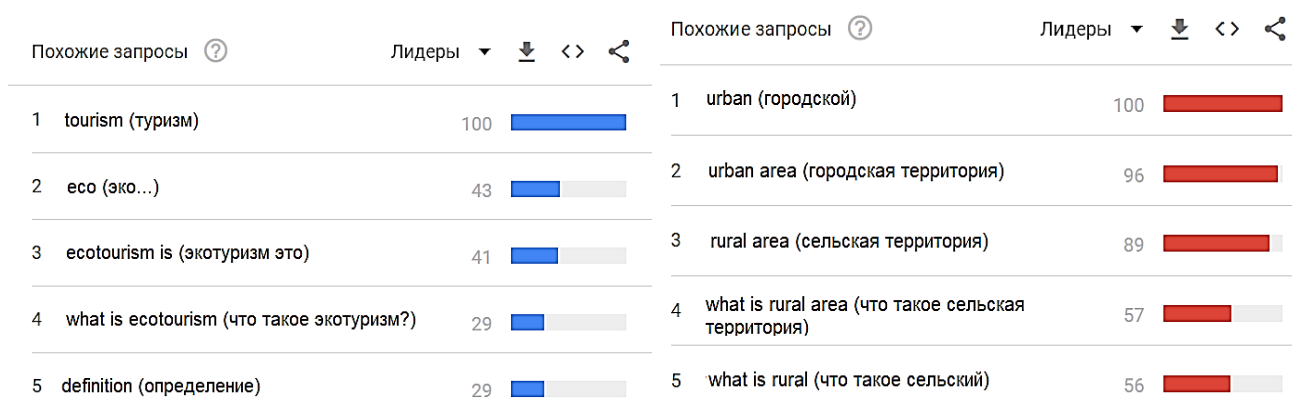 Похожие запросы ?
Лидеры
1 tourism (туризм) 100
2 eco (эко...) 43
3 ecotourism is (экотуризм это) 41
4 what is ecotourism (что такое экотуризм?) 29
5 definition (определение) 29
Похожие запросы ?
Лидеры
1 urban (городской) 100
2 urban area (городская территория) 96
3 rural area (сельская территория) 89
4 what is rural area (что такое сельская
территория) 57
5 what is rural (что такое сельский) 56